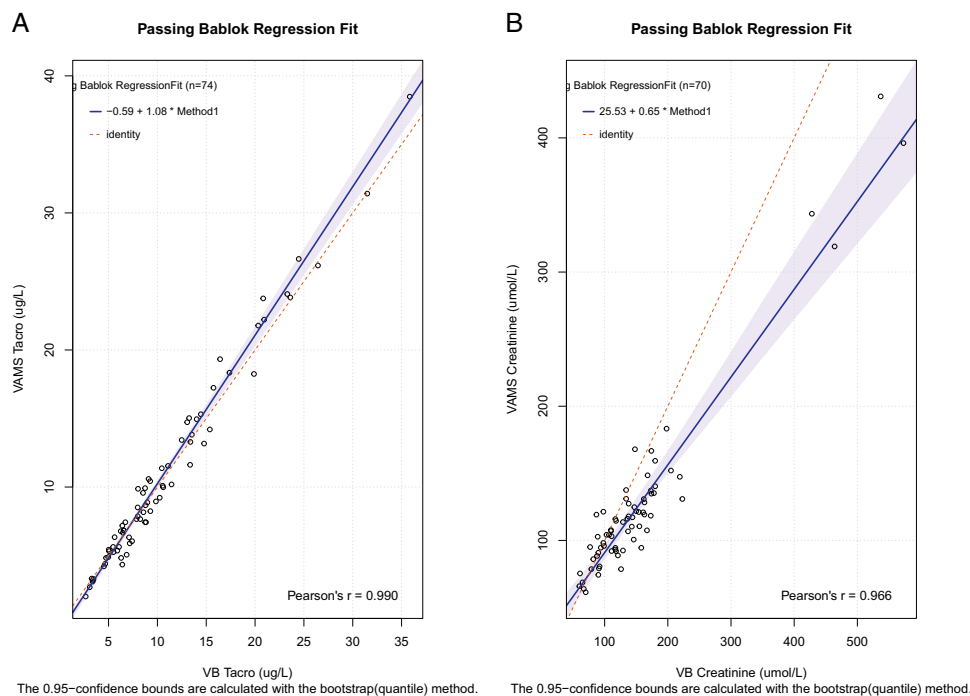 A
Passing Bablok Regression Fit
g Bablok RegressionFit (n=74)
−0.59 + 1.08 * Method1
identity
40
30
20
10
VAMS Tacro (ug/L)
Pearson's r = 0.990
5 10 15 20 25 30 35
VB Tacro (ug/L)
The 0.95−confidence bounds are calculated with the bootstrap(quantile) method.
B
Passing Bablok Regression Fit
g Bablok RegressionFit (n=70)
25.53 + 0.65 * Method1
identity
400
300
200
100
VAMS Creatinine (umol/L)
Pearson's r = 0.966
100 200 300 400 500
VB Creatinine (umol/L)
The 0.95−confidence bounds are calculated with the bootstrap(quantile) method.